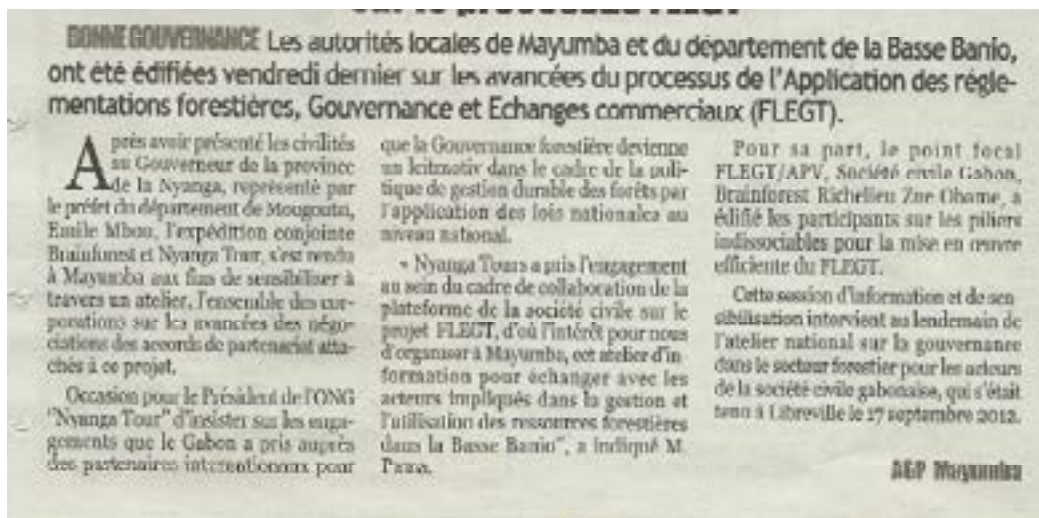 sur le processus FLEGT
BONNE GOUVERNANCE Les autorités locales de Mayumba et du département de la Basse Banio,
ont été édifiées vendredi dernier sur les avancées du processus de l'Application des régle-
mentations forestières, Gouvernance et Echanges commerciaux (FLEGT).
Après avoir présenté les civilités
au Gouverneur de la province
de la Nyanga, représenté par
le préfet du département de Mougoutsi,
Emile Mbou, l'expédition conjointe
Brainforest et Nyanga Tour, s'est rendu
à Mayumba aux fins de sensibiliser à
travers un atelier, l'ensemble des cor-
porations sur les avancées des négo-
ciations des accords de partenariat atta-
chés à ce projet.
Occasion pour le Président de l'ONG
"Nyanga Tour" d'insister sur les enga-
gements que le Gabon a pris auprès
des partenaires internationaux pour
que la Gouvernance forestière devienne
un leitmotiv dans le cadre de la poli-
tique de gestion durable des forêts par
l'application des lois nationales au
niveau national.
« Nyanga Tours a pris l'engagement
au sein du cadre de collaboration de la
plateforme de la société civile sur le
projet FLEGT, d'où l'intérêt pour nous
d'organiser à Mayumba, cet atelier d'in-
formation pour échanger avec les
acteurs impliqués dans la gestion et
l'utilisation des ressources forestières
dans la Basse Banio", a indiqué M.
Pour sa part, le point focal
FLEGT/APV, Société civile Gabon,
Brainforest Richelieu Zue Obame, a
édifié les participants sur les piliers
indissociables pour la mise en œuvre
efficiente du FLEGT.
Cette session d'information et de sen
sibilisation intervient au lendemain de
l'atelier national sur la gouvernance
dans le secteur forestier pour les acteurs
de la société civile gabonaise, qui s'était
tenu à Libreville le 17 septembre 2012.
AGP Mayumba